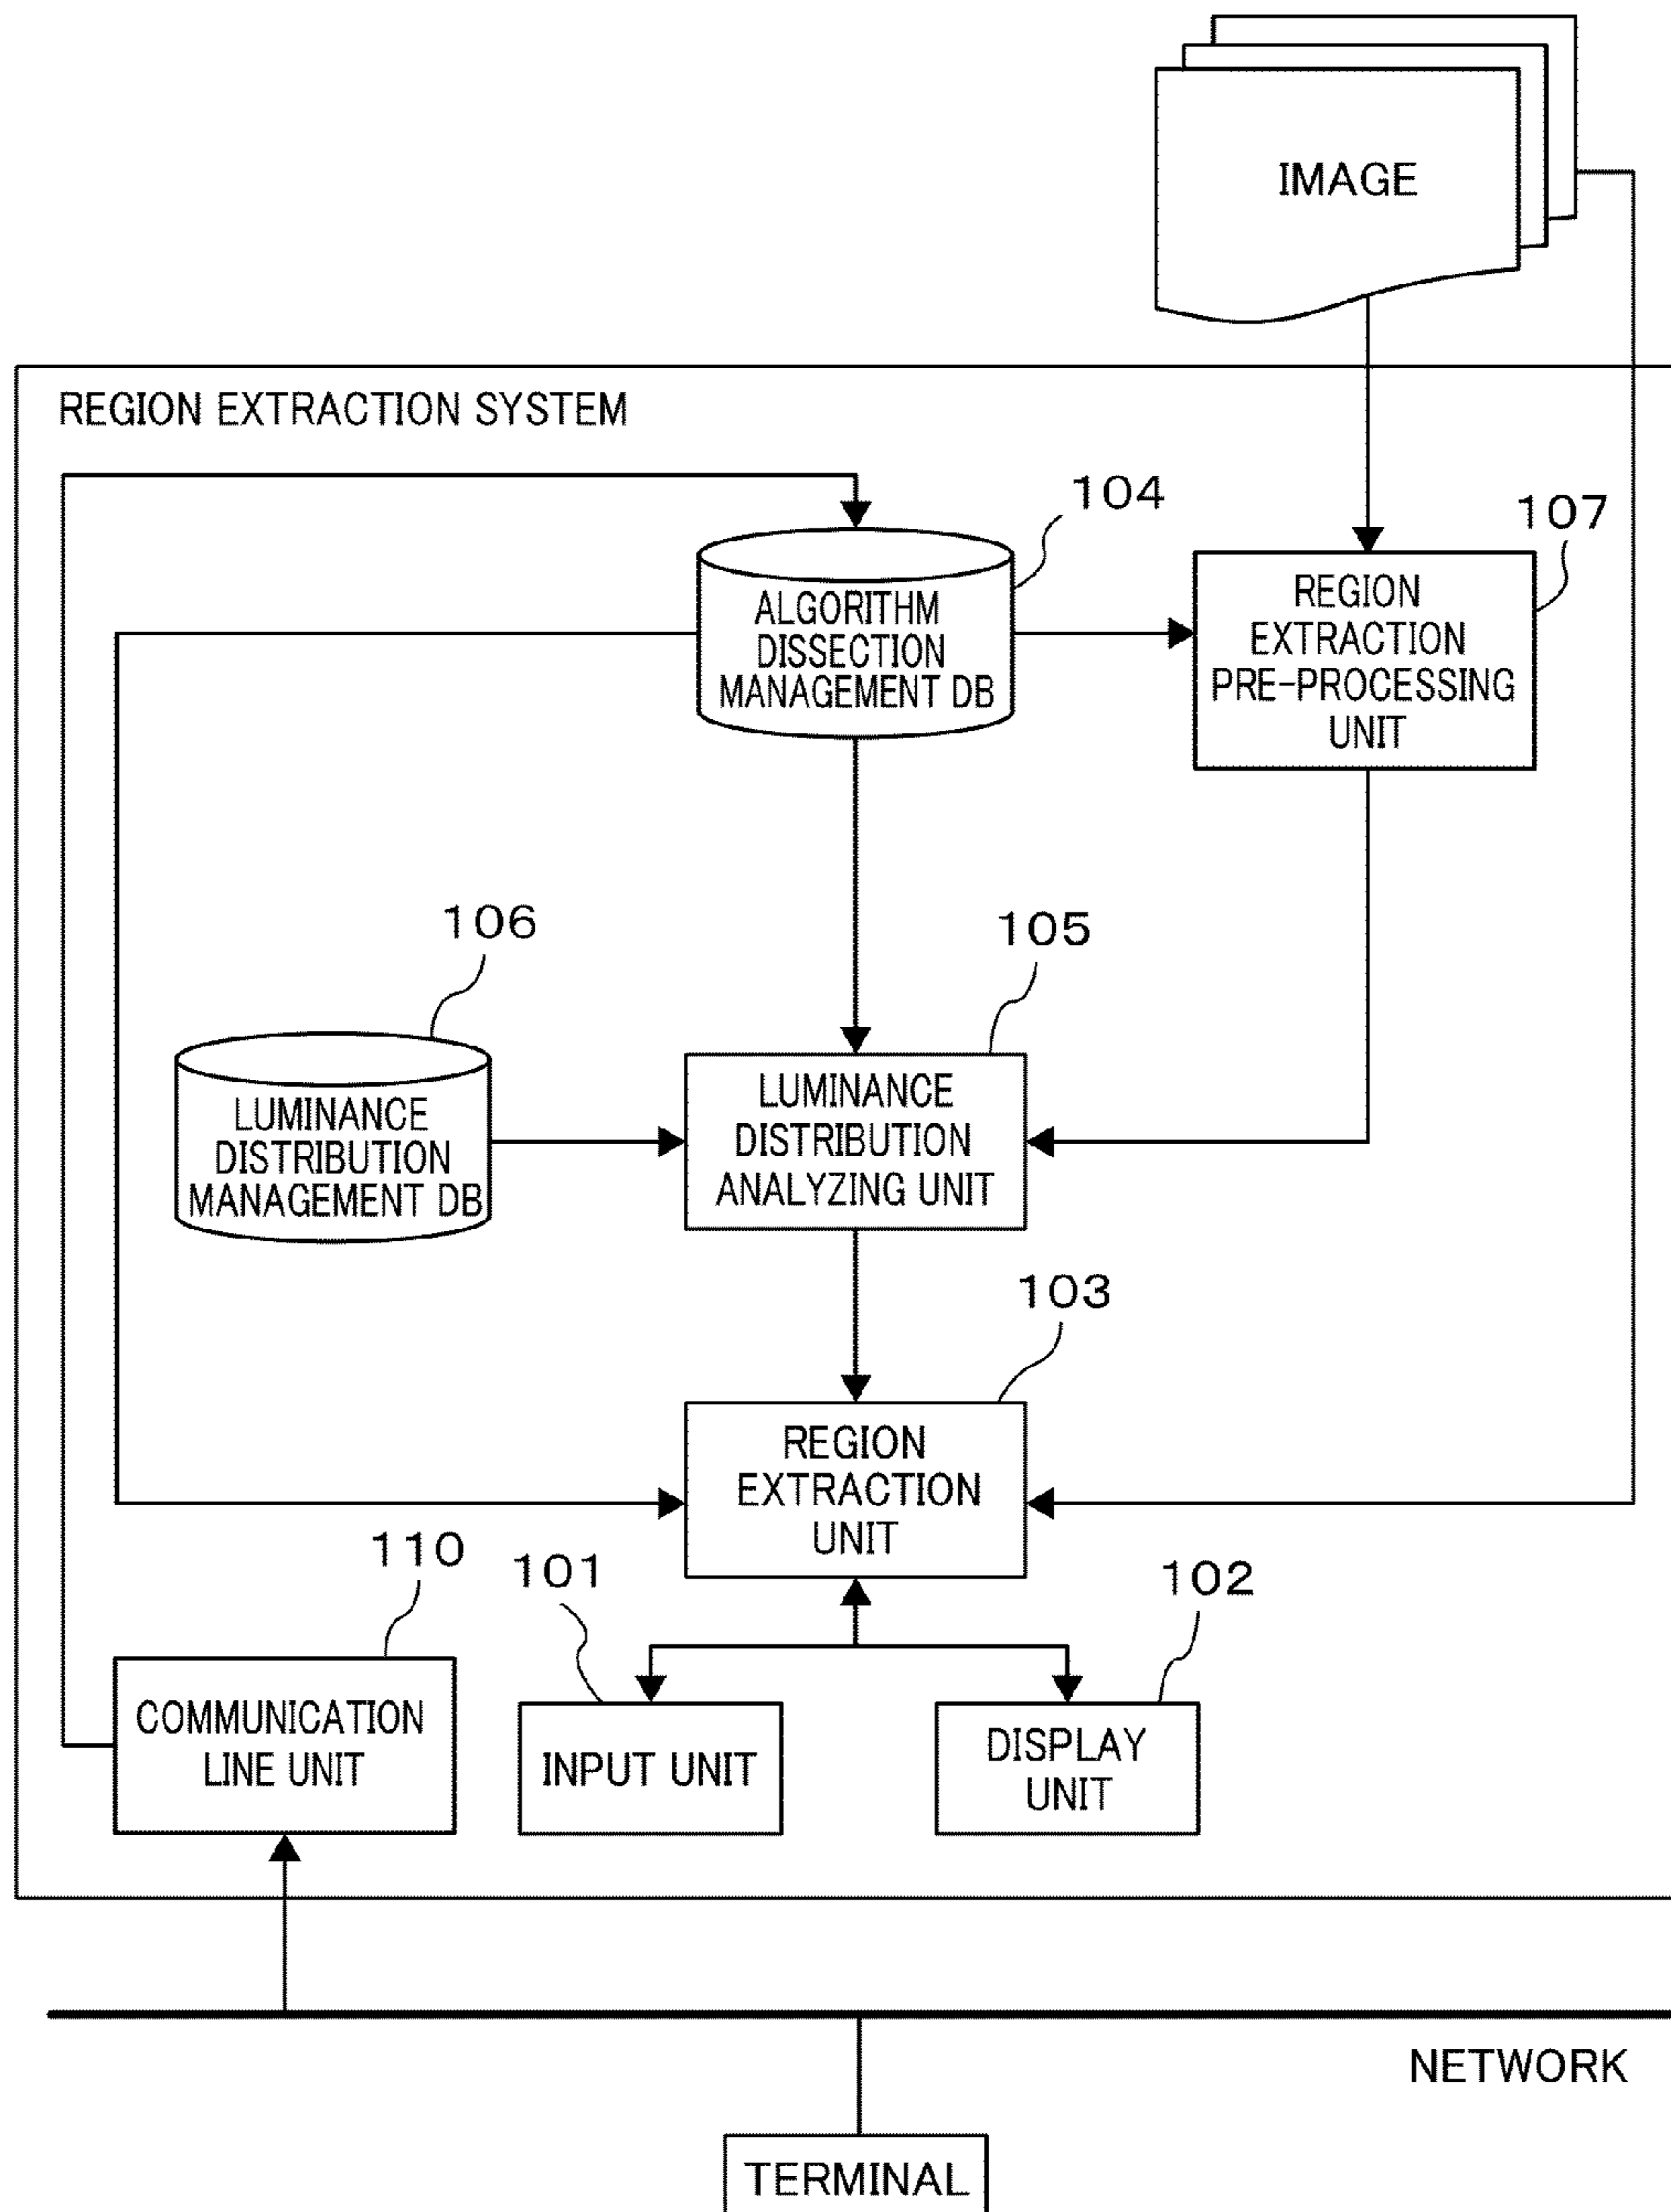 IMAGE
REGION EXTRACTION SYSTEM
104
107
ALGORITHM
DISSECTION
MANAGEMENT DB
REGION
EXTRACTION
PRE-PROCESSING
UNIT
106
105
LUMINANCE
DISTRIBUTION
MANAGEMENT DB
LUMINANCE
DISTRIBUTION
ANALYZING UNIT
103
REGION
EXTRACTION
UNIT
110
101
102
COMMUNICATION
LINE UNIT
INPUT UNIT
DISPLAY
UNIT
NETWORK
TERMINAL